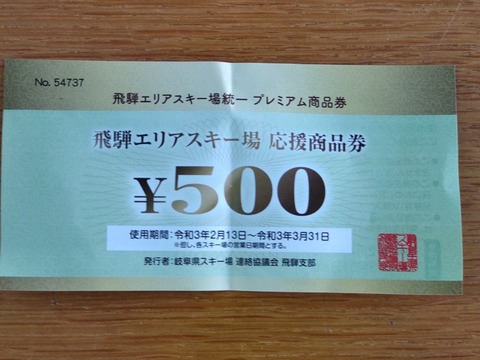 No. 54737
飛騨エリアスキー場統一 プレミアム商品券
飛騨エリアスキー場 応援商品券
¥500
使用期間:令和3年2月13日〜令和3年3月31日
※但し、各スキー場の営業日期間とする。
発行者:岐阜県スキー場 連絡協議会 飛騨支部